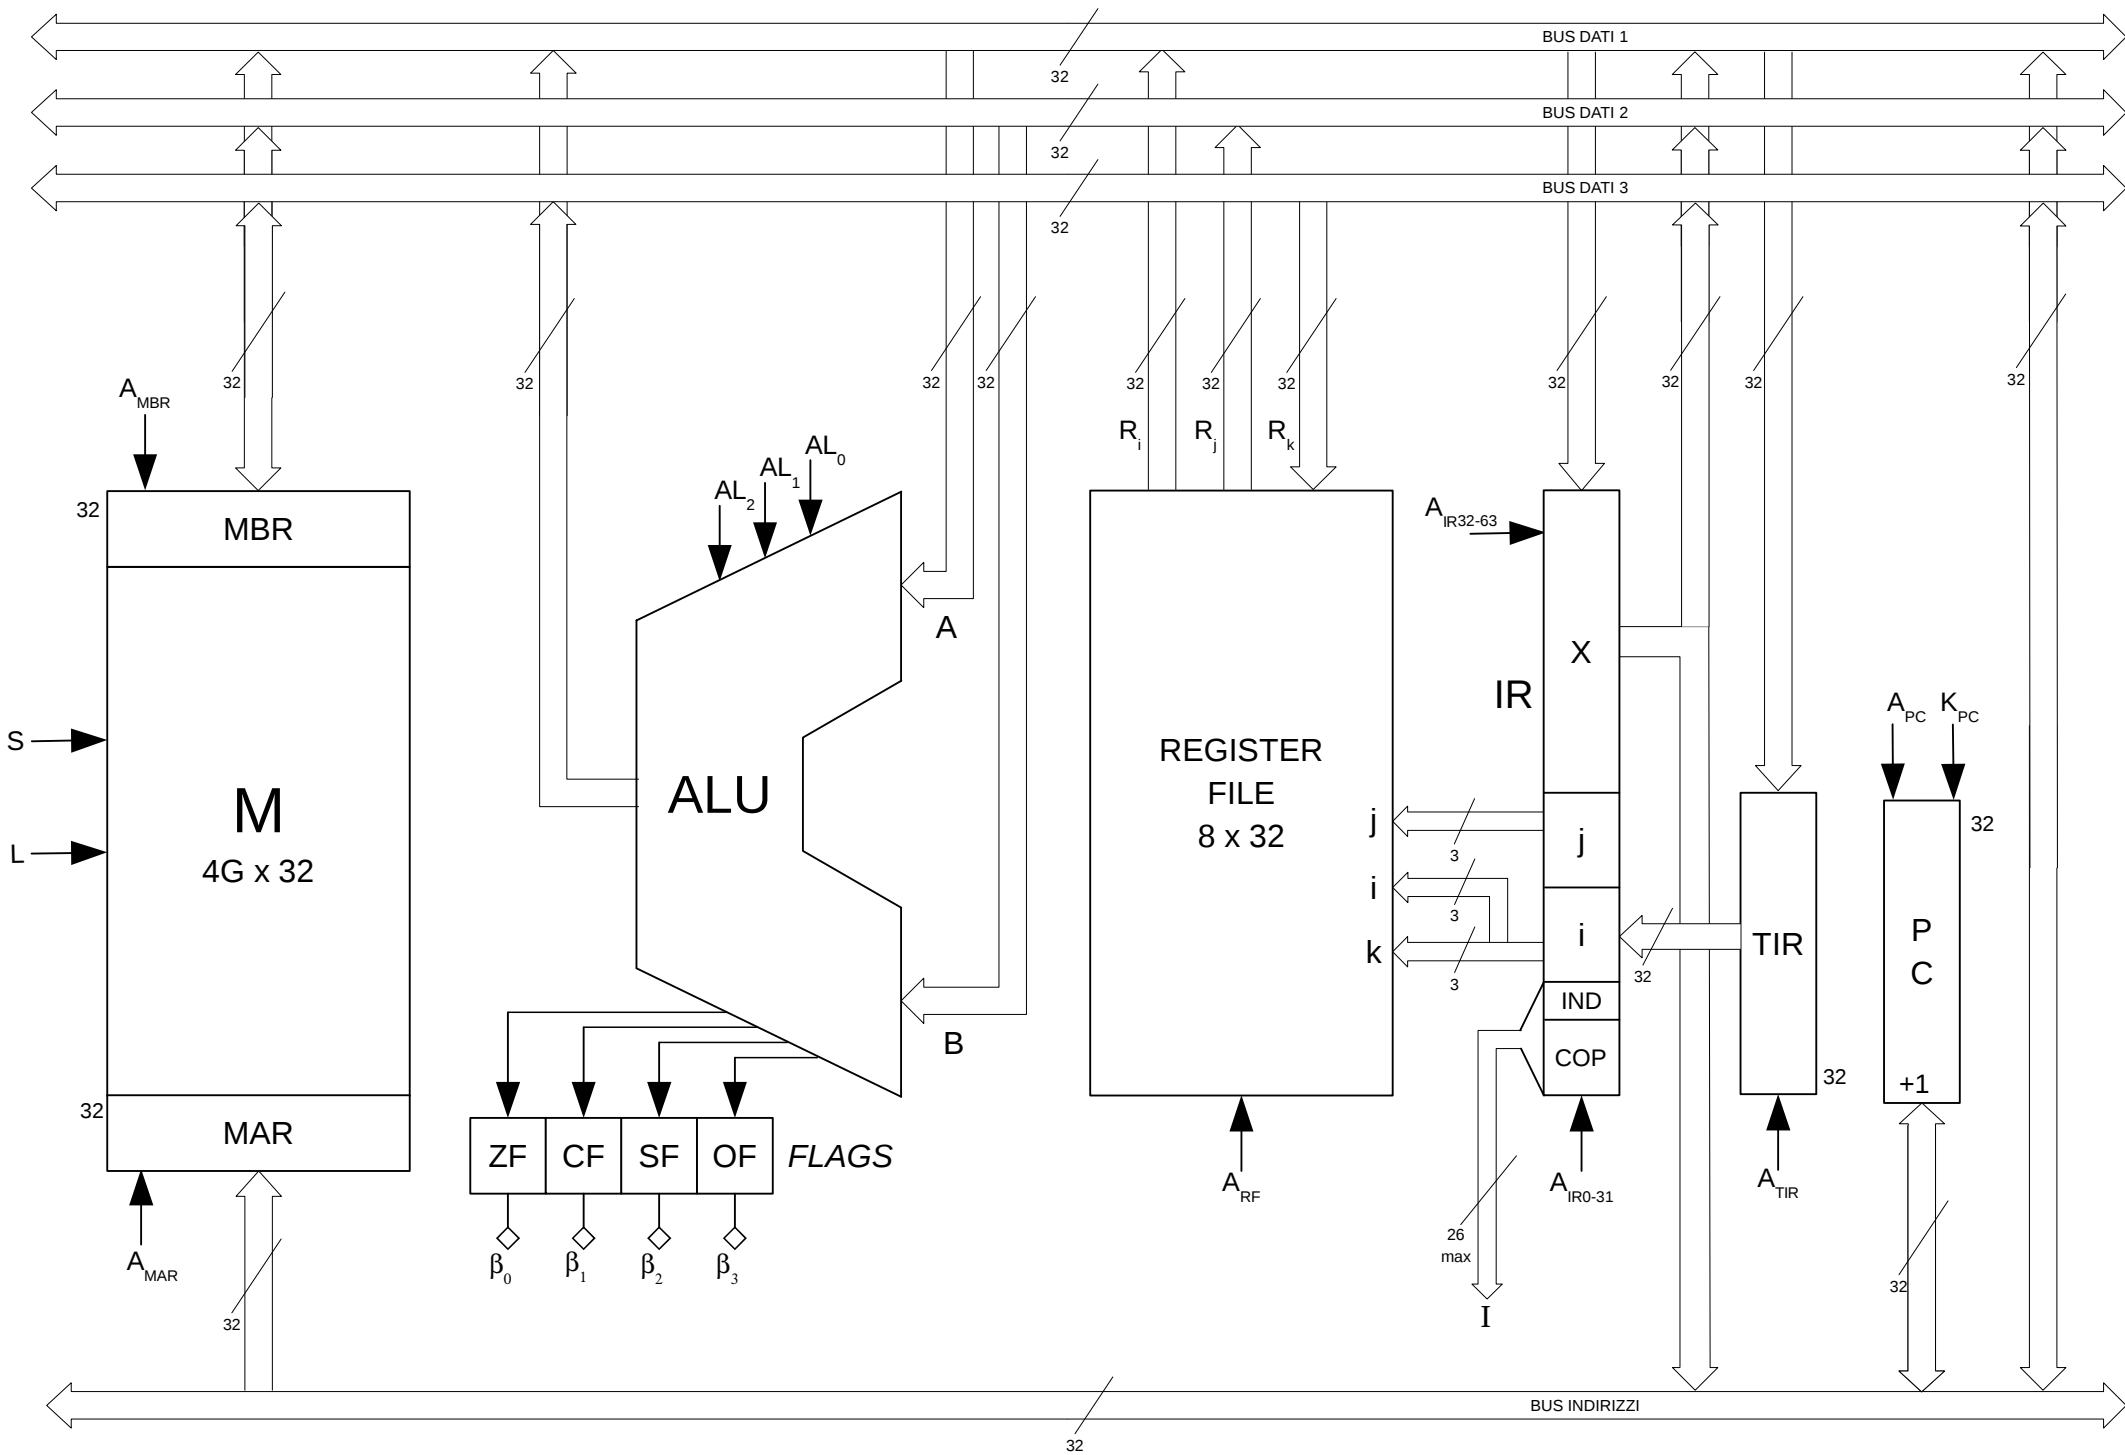 BUS DATI 1
32
BUS DATI 2
32
BUS DATI 3
32
32
32
32
32
32
32
32
32
32
32
32
A MBR
R i
R j
R k
AL 0
AL 1
AL 2
32
MBR
A IR32-63
A
X
IR
A PC
K PC
S
REGISTER
FILE
8 x 32
M
4G x 32
ALU
L
j
3
j
32
i
3
i
k
3
32
TIR
P
C
IND
B
COP
32
+1
32
MAR
ZF
CF
SF
OF
FLAGS
A RF
A IR0-31
A TIR
A MAR
β 0
β 1
β 2
β 3
26
max
32
32
I
BUS INDIRIZZI
32